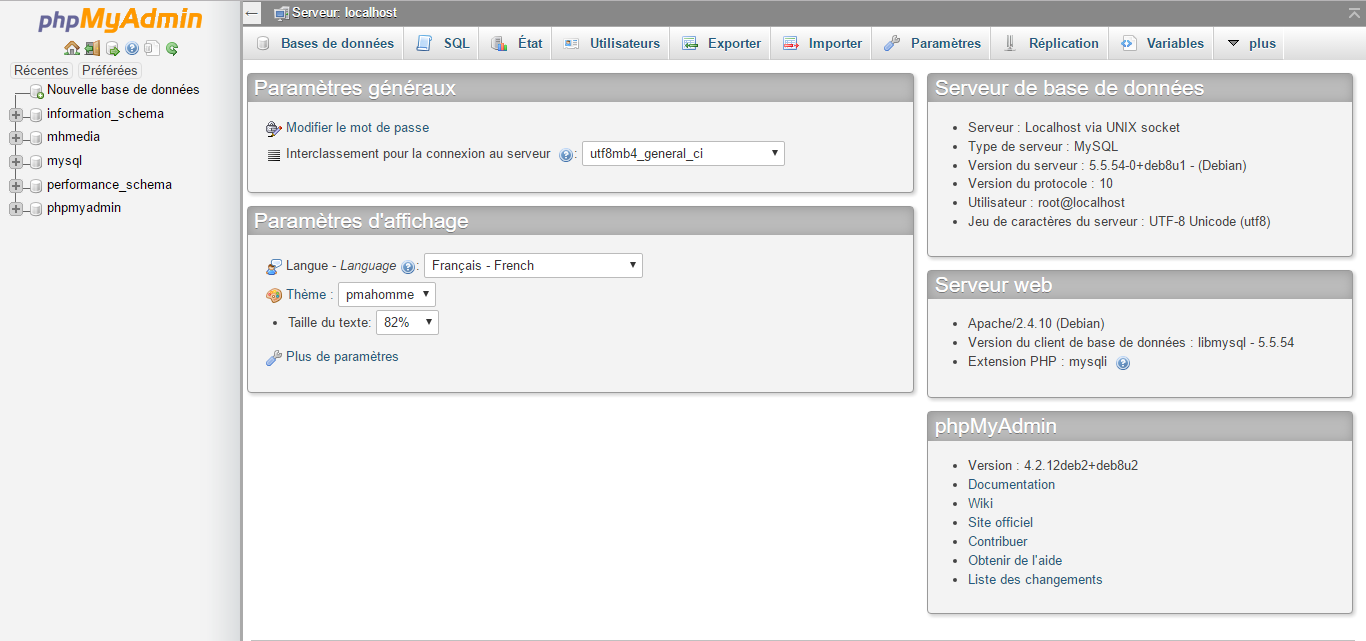 phpMyAdmin
Récentes Préférées
Nouvelle base de données
information_schema
mhmedia
mysql
performance_schema
phpmyadmin
Serveur: localhost
Bases de données SQL État Utilisateurs Exporter Importer Paramètres Réplication Variables plus
Paramètres généraux
Modifier le mot de passe
Interclassement pour la connexion au serveur : utf8mb4_general_ci
Paramètres d'affichage
Langue - Language : Français - French
Thème : pmahomme
Taille du texte: 82%
Plus de paramètres
Serveur de base de données
Serveur : Localhost via UNIX socket
Type de serveur : MySQL
Version du serveur : 5.5.54-0+deb8u1 - (Debian)
Version du protocole : 10
Utilisateur : root@localhost
Jeu de caractères du serveur : UTF-8 Unicode (utf8)
Serveur web
Apache/2.4.10 (Debian)
Version du client de base de données : libmysql - 5.5.54
Extension PHP : mysqli
phpMyAdmin
Version : 4.2.12deb2+deb8u2
Documentation
Wiki
Site officiel
Contribuer
Obtenir de l'aide
Liste des changements